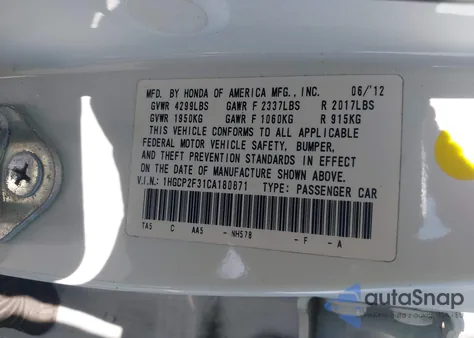 MFD. BY HONDA OF AMERICA MFG., INC. 06/'12
GVWR 4299LBS GAWR F 2337LBS R 2017LBS
GVWR 1950KG GAWR F 1060KG R 915KG
THIS VEHICLE CONFORMS TO ALL APPLICABLE
FEDERAL MOTOR VEHICLE SAFETY, BUMPER,
AND THEFT PREVENTION STANDARDS IN EFFECT
ON THE DATE OF MANUFACTURE SHOWN ABOVE.
V.I.N.: 1HGCP2F31CA180871 TYPE: PASSENGER CAR
TA5 C AA5 - NH578 - F - A
autoSnap